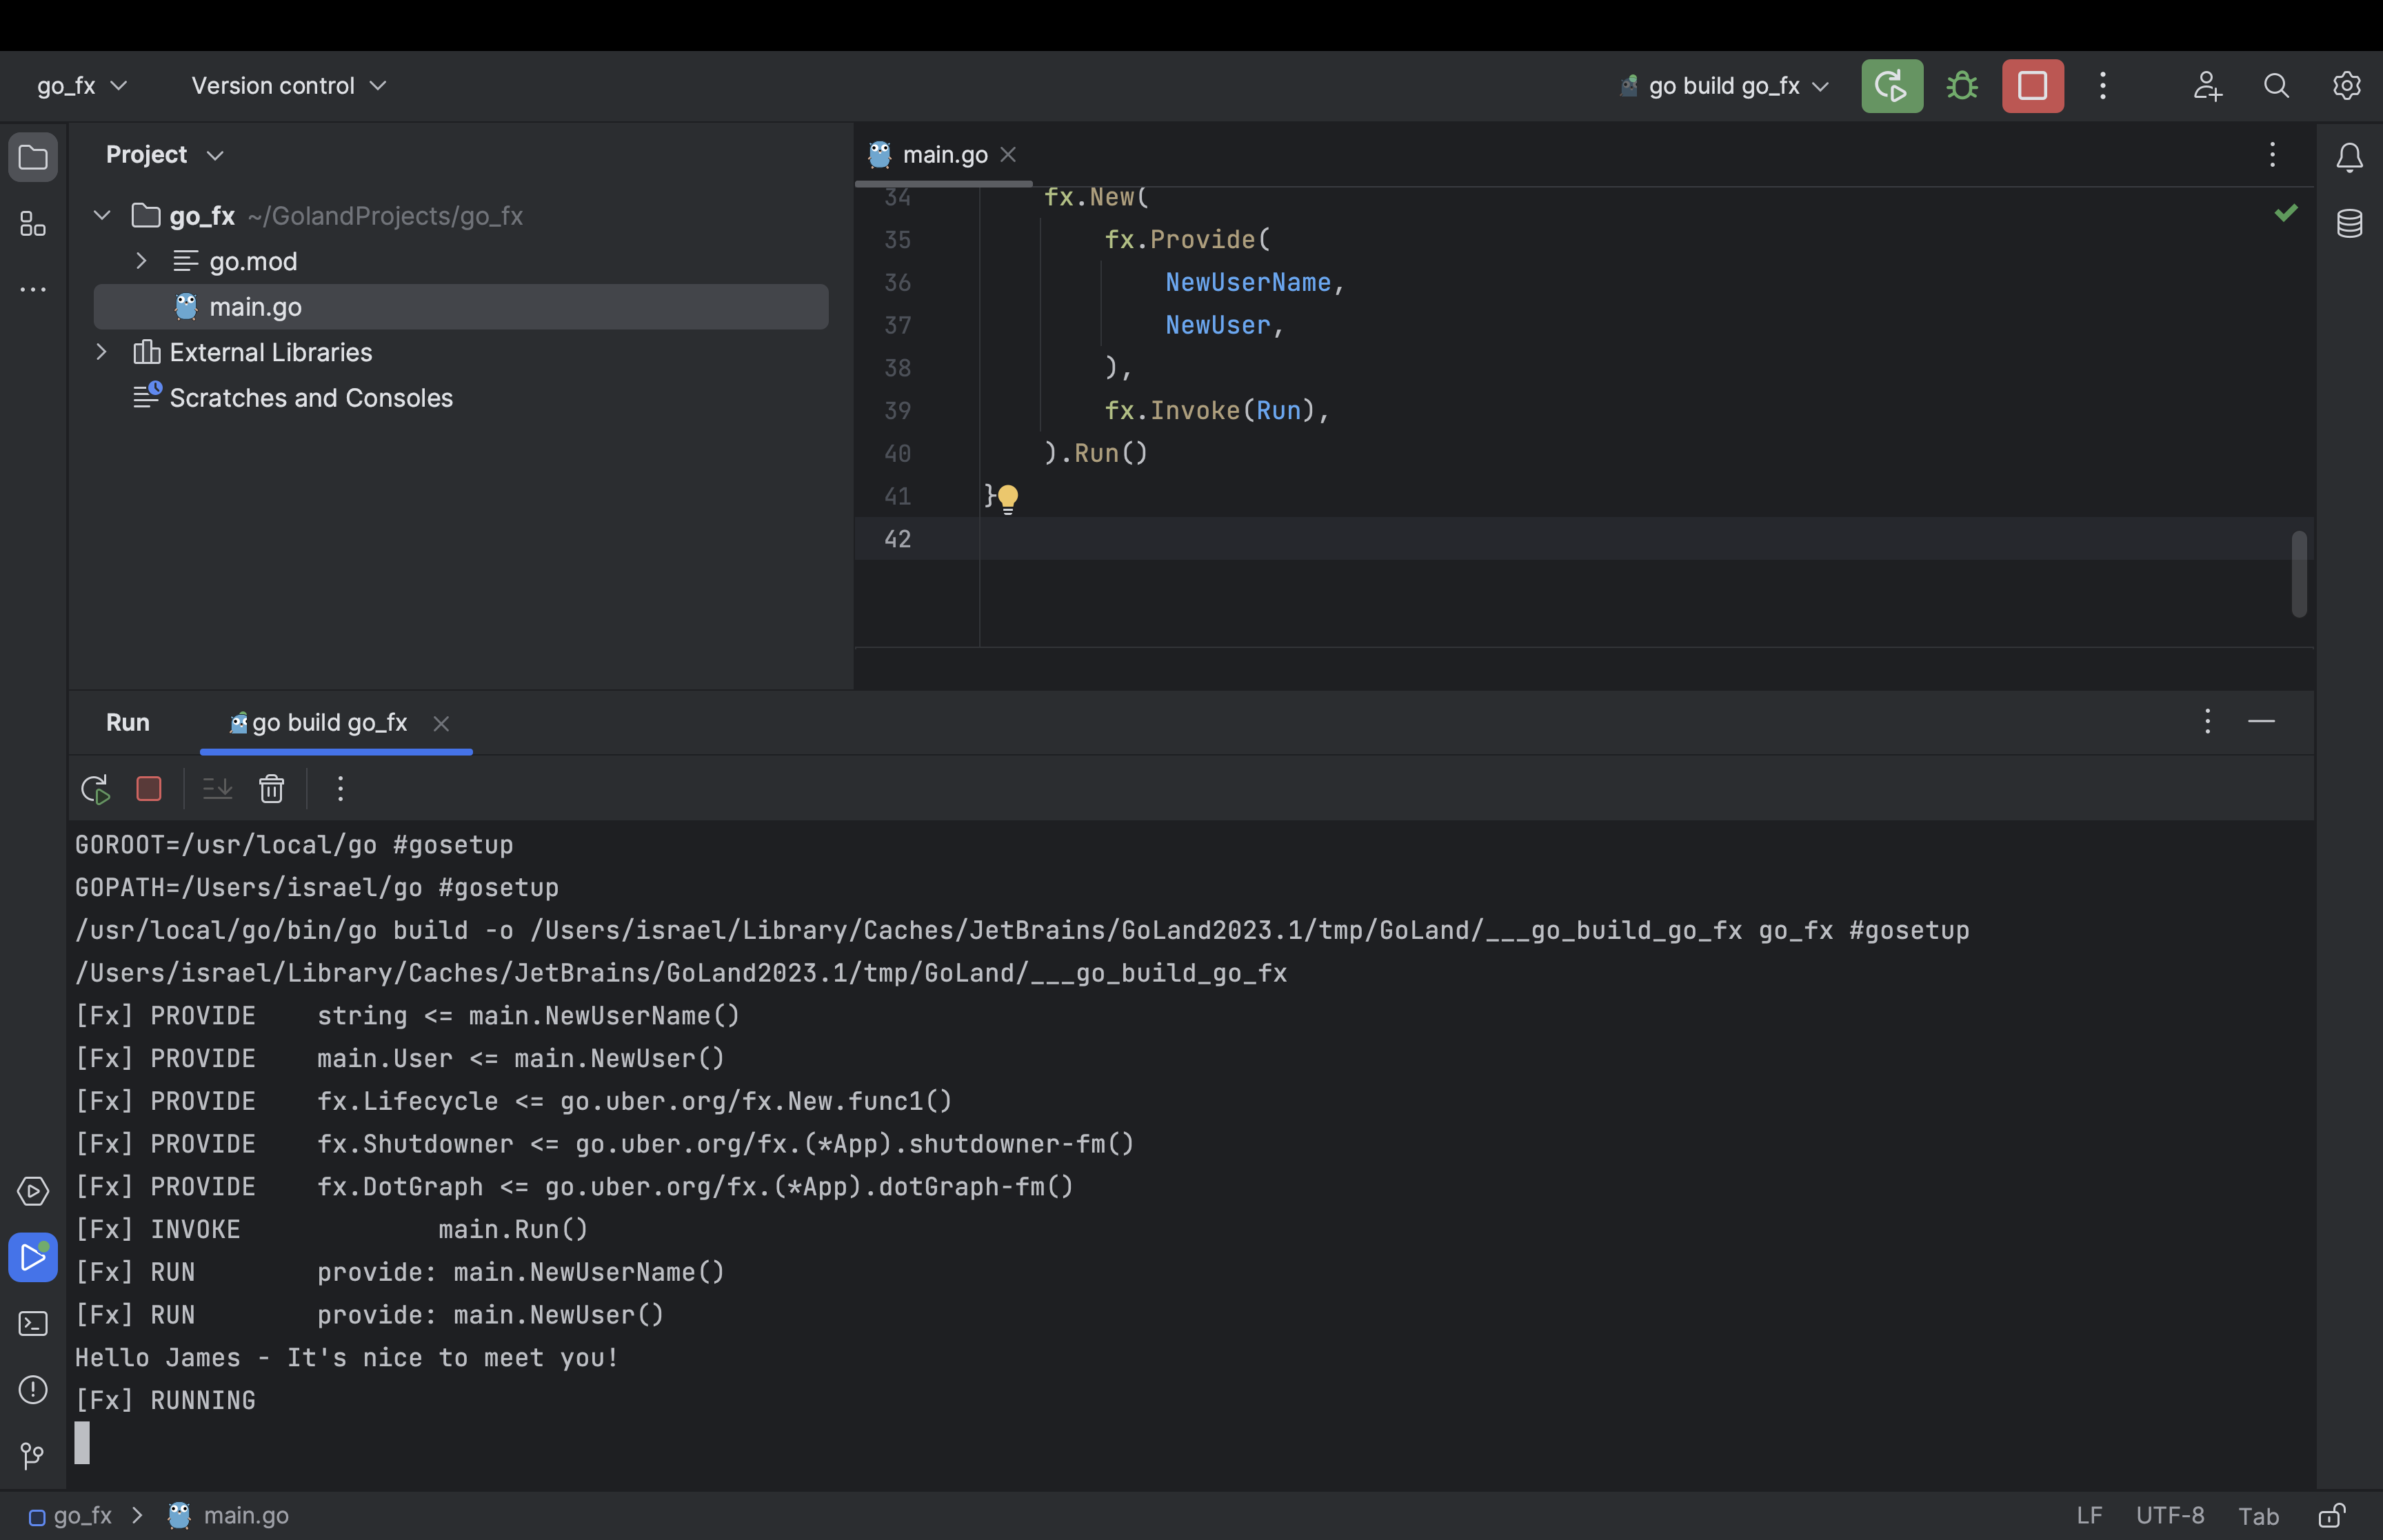 go_fx
Version control
go build go_fx
Project
main.go
go_fx ~/GolandProjects/go_fx
go.mod
main.go
External Libraries
Scratches and Consoles
34 fx.New(
35 fx.Provide(
36 NewUserName,
37 NewUser,
38 ),
39 fx.Invoke(Run),
40 ).Run()
41 }
42
Run
go build go_fx
GOROOT=/usr/local/go #gosetup
GOPATH=/Users/israel/go #gosetup
/usr/local/go/bin/go build -o /Users/israel/Library/Caches/JetBrains/GoLand2023.1/tmp/GoLand/___go_build_go_fx go_fx #gosetup
/Users/israel/Library/Caches/JetBrains/GoLand2023.1/tmp/GoLand/___go_build_go_fx
[Fx] PROVIDE    string <= main.NewUserName()
[Fx] PROVIDE    main.User <= main.NewUser()
[Fx] PROVIDE    fx.Lifecycle <= go.uber.org/fx.New.func1()
[Fx] PROVIDE    fx.Shutdowner <= go.uber.org/fx.(*App).shutdowner-fm()
[Fx] PROVIDE    fx.DotGraph <= go.uber.org/fx.(*App).dotGraph-fm()
[Fx] INVOKE             main.Run()
[Fx] RUN        provide: main.NewUserName()
[Fx] RUN        provide: main.NewUser()
Hello James - It's nice to meet you!
[Fx] RUNNING
go_fx > main.go
LF
UTF-8
Tab